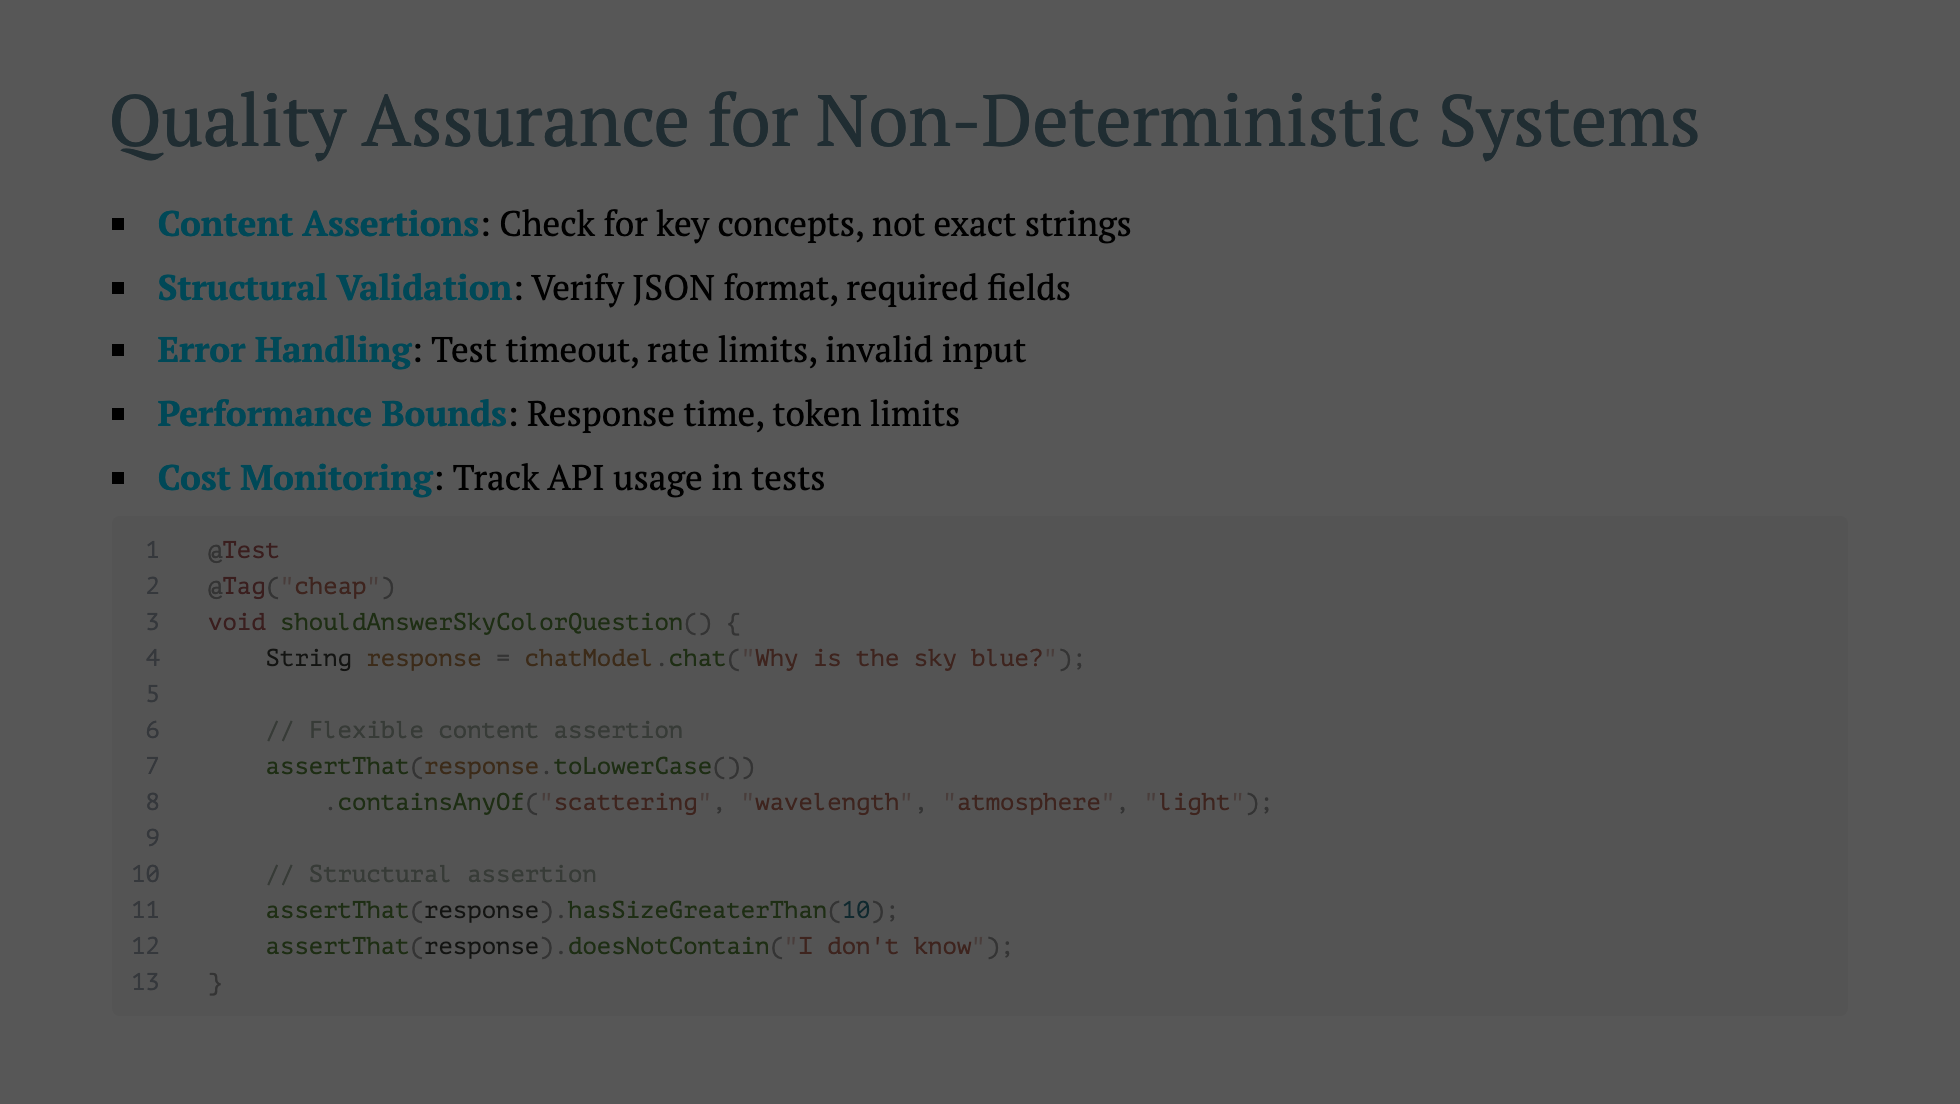 Quality Assurance for Non-Deterministic Systems
▪ Content Assertions: Check for key concepts, not exact strings
▪ Structural Validation: Verify JSON format, required fields
▪ Error Handling: Test timeout, rate limits, invalid input
▪ Performance Bounds: Response time, token limits
▪ Cost Monitoring: Track API usage in tests
1 @Test
2 @Tag("cheap")
3 void shouldAnswerSkyColorQuestion() {
4     String response = chatModel.chat("Why is the sky blue?");
5
6     // Flexible content assertion
7     assertThat(response.toLowerCase())
8         .containsAnyOf("scattering", "wavelength", "atmosphere", "light");
9
10     // Structural assertion
11     assertThat(response).hasSizeGreaterThan(10);
12     assertThat(response).doesNotContain("I don't know");
13 }